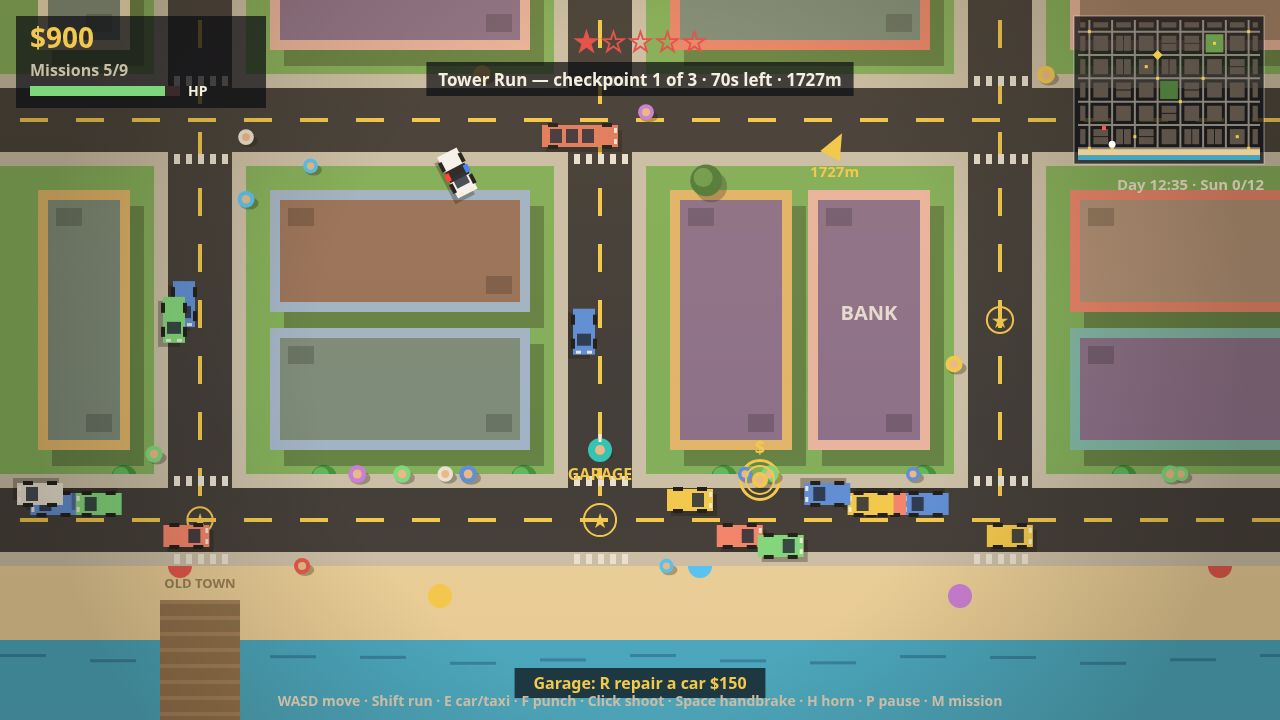 $900
Missions 5/9
HP
Tower Run — checkpoint 1 of 3 · 70s left · 1727m
1727m
Day 12:35 · Sun 0/12
BANK
$
GARAGE
OLD TOWN
Garage: R repair a car $150
WASD move · Shift run · E car/taxi · F punch · Click shoot · Space handbrake · H horn · P pause · M mission